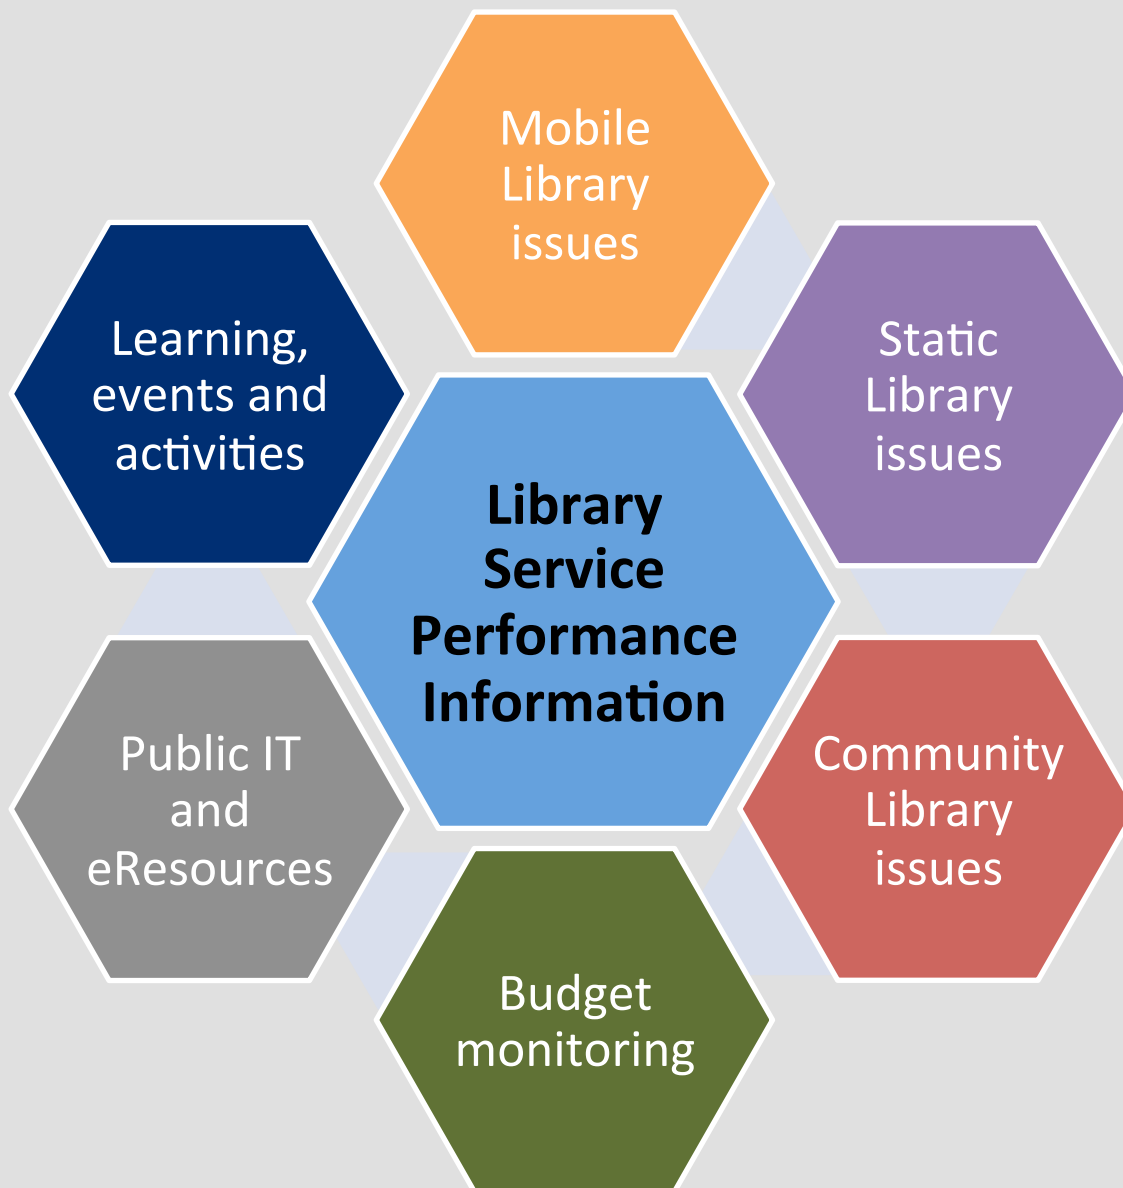 Mobile
Library
issues
Learning,
events and
activities
Static
Library
issues
Library
Service
Performance
Information
Public IT
and
eResources
Community
Library
issues
Budget
monitoring